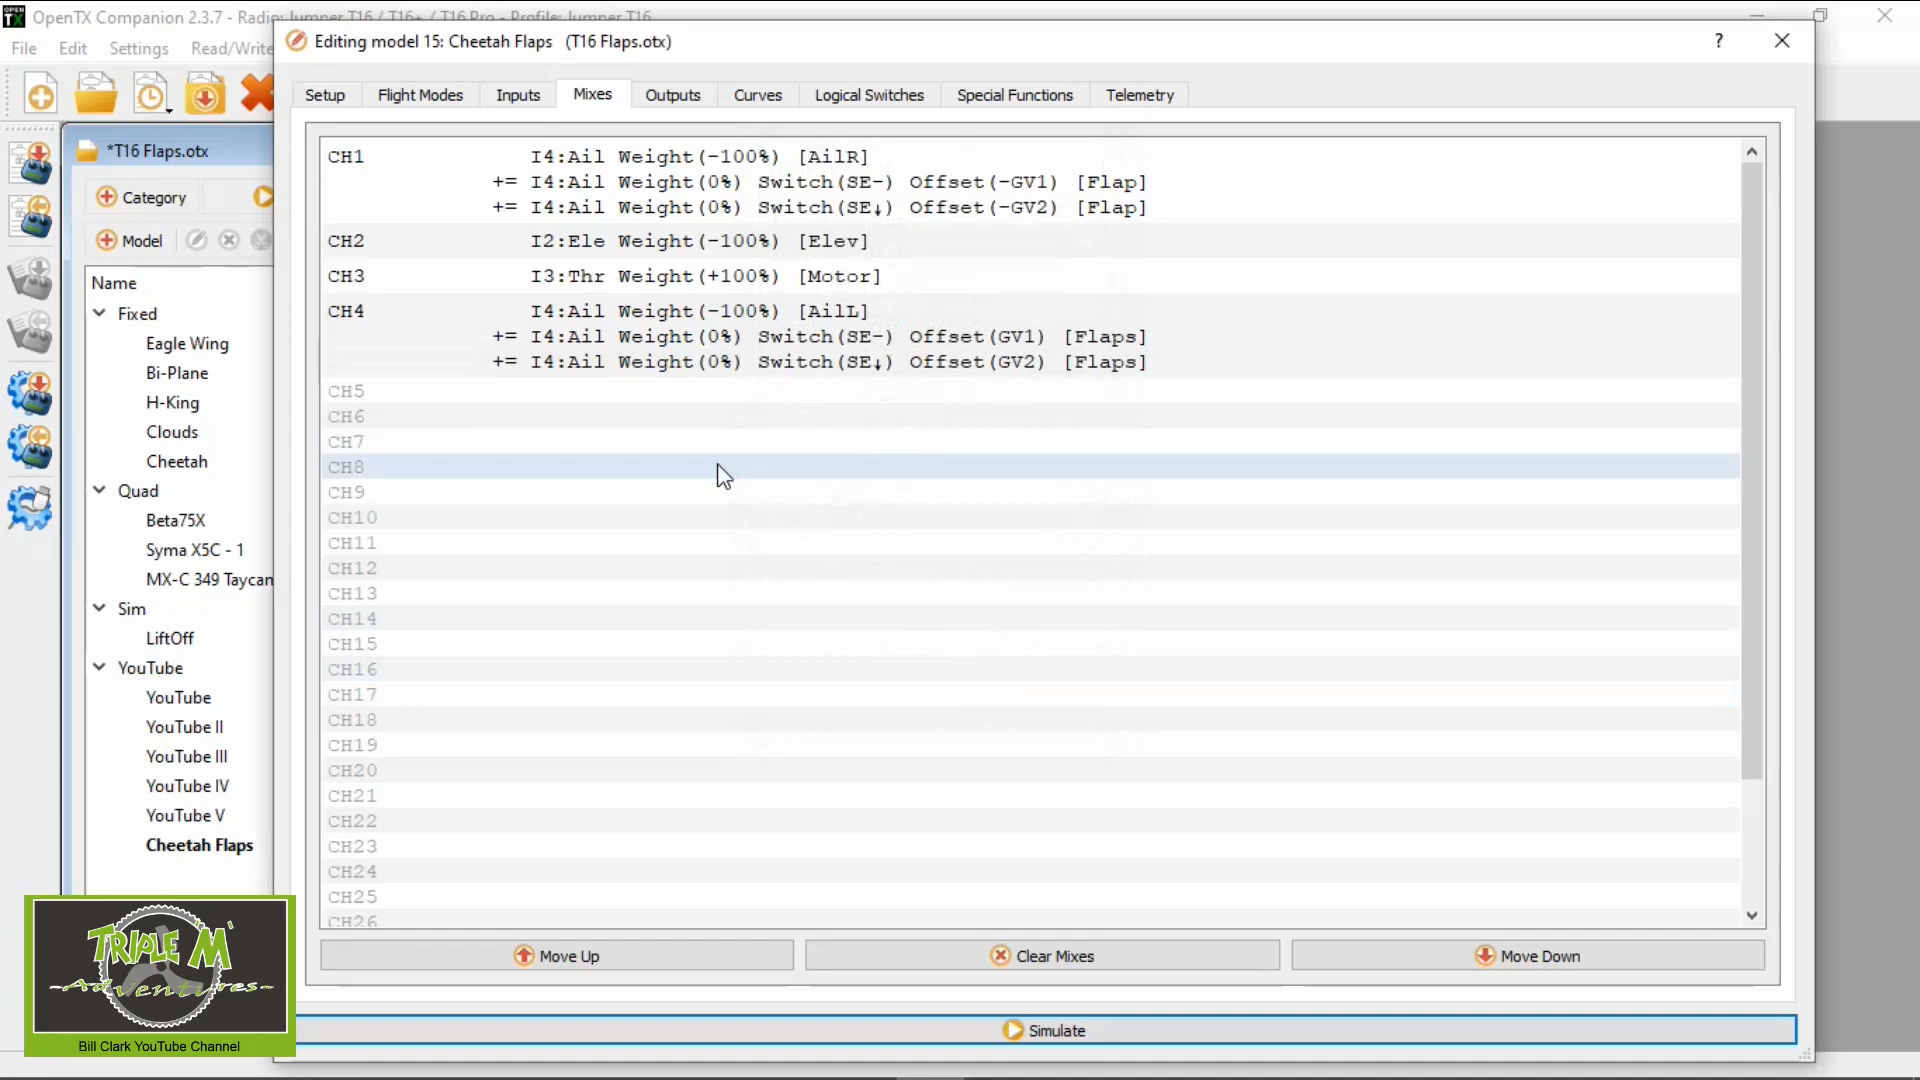 OpenTX Companion 2.3.7 - Radio: Jumper T16 / T16+ / T16 Pro - Profile: Jumper T16
File Edit Settings Read/Write
Editing model 15: Cheetah Flaps (T16 Flaps.otx)
?
Setup Flight Modes Inputs Mixes Outputs Curves Logical Switches Special Functions Telemetry
*T16 Flaps.otx
Category
Model
Name
Fixed
Eagle Wing
Bi-Plane
H-King
Clouds
Cheetah
Quad
Beta75X
Syma X5C - 1
MX-C 349 Taycan
Sim
LiftOff
YouTube
YouTube
YouTube II
YouTube III
YouTube IV
YouTube V
Cheetah Flaps
CH1 I4:Ail Weight(-100%) [AilR]
+= I4:Ail Weight(0%) Switch(SE-) Offset(-GV1) [Flap]
+= I4:Ail Weight(0%) Switch(SE↓) Offset(-GV2) [Flap]
CH2 I2:Ele Weight(-100%) [Elev]
CH3 I3:Thr Weight(+100%) [Motor]
CH4 I4:Ail Weight(-100%) [AilL]
+= I4:Ail Weight(0%) Switch(SE-) Offset(GV1) [Flaps]
+= I4:Ail Weight(0%) Switch(SE↓) Offset(GV2) [Flaps]
CH5
CH6
CH7
CH8
CH9
CH10
CH11
CH12
CH13
CH14
CH15
CH16
CH17
CH18
CH19
CH20
CH21
CH22
CH23
CH24
CH25
CH26
Move Up Clear Mixes Move Down
Simulate
TRIPLE M
-Adventures-
Bill Clark YouTube Channel